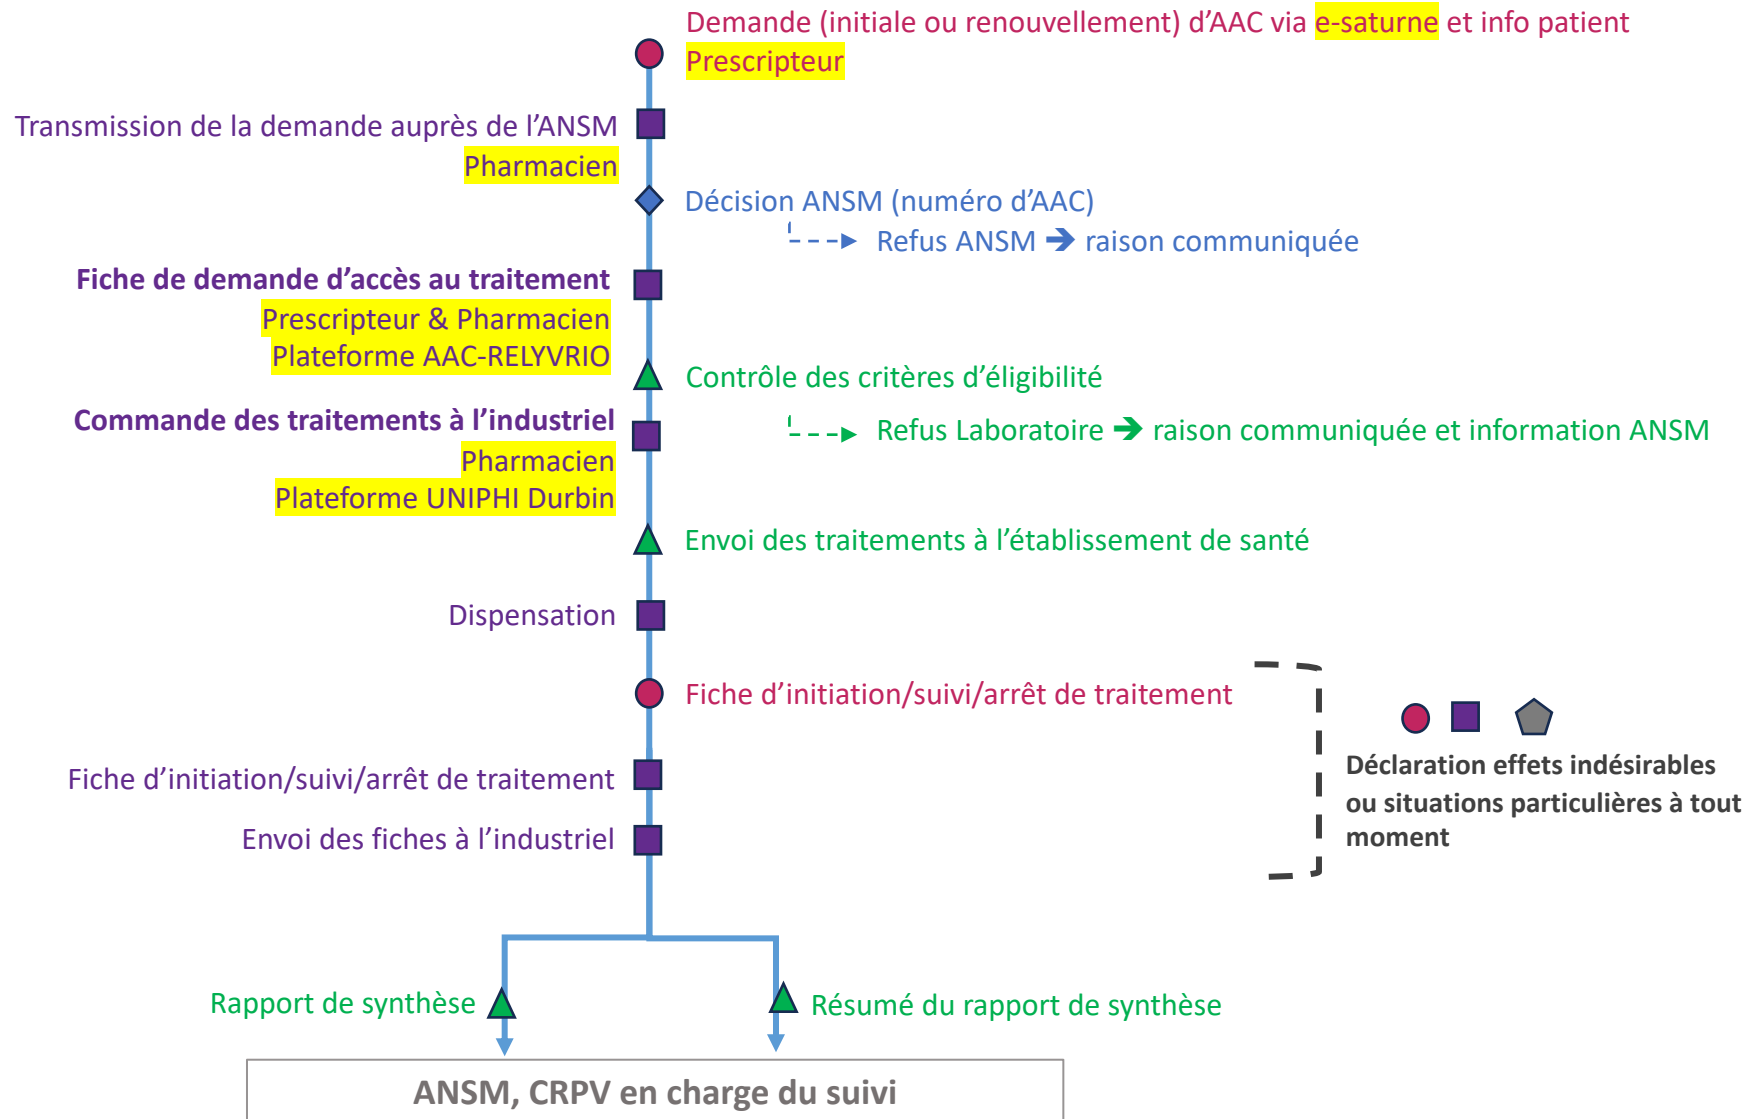 Demande (initiale ou renouvellement) d’AAC via e-saturne et info patient
Prescripteur
Transmission de la demande auprès de l’ANSM
Pharmacien
Décision ANSM (numéro d’AAC)
Refus ANSM ➔ raison communiquée
Fiche de demande d’accès au traitement
Prescripteur & Pharmacien
Plateforme AAC-RELYVRIO
Contrôle des critères d’éligibilité
Refus Laboratoire ➔ raison communiquée et information ANSM
Commande des traitements à l’industriel
Pharmacien
Plateforme UNIPHI Durbin
Envoi des traitements à l’établissement de santé
Dispensation
Fiche d’initiation/suivi/arrêt de traitement
Déclaration effets indésirables
ou situations particulières à tout
moment
Fiche d’initiation/suivi/arrêt de traitement
Envoi des fiches à l’industriel
Rapport de synthèse
Résumé du rapport de synthèse
ANSM, CRPV en charge du suivi